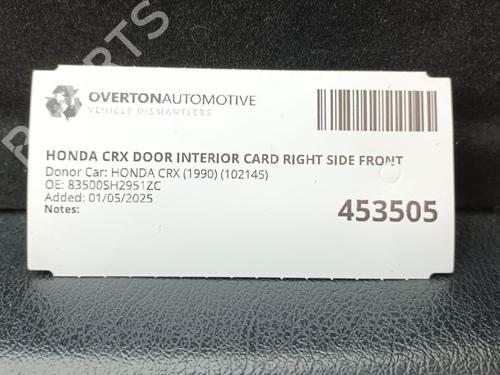 PARTS
OVERTONAUTOMOTIVE
VEHICLE DISMANTLERS
HONDA CRX DOOR INTERIOR CARD RIGHT SIDE FRONT
Donor Car: HONDA CRX (1990) (102145)
OE: 83500SH2951ZC
Added: 01/05/2025
Notes:
453505